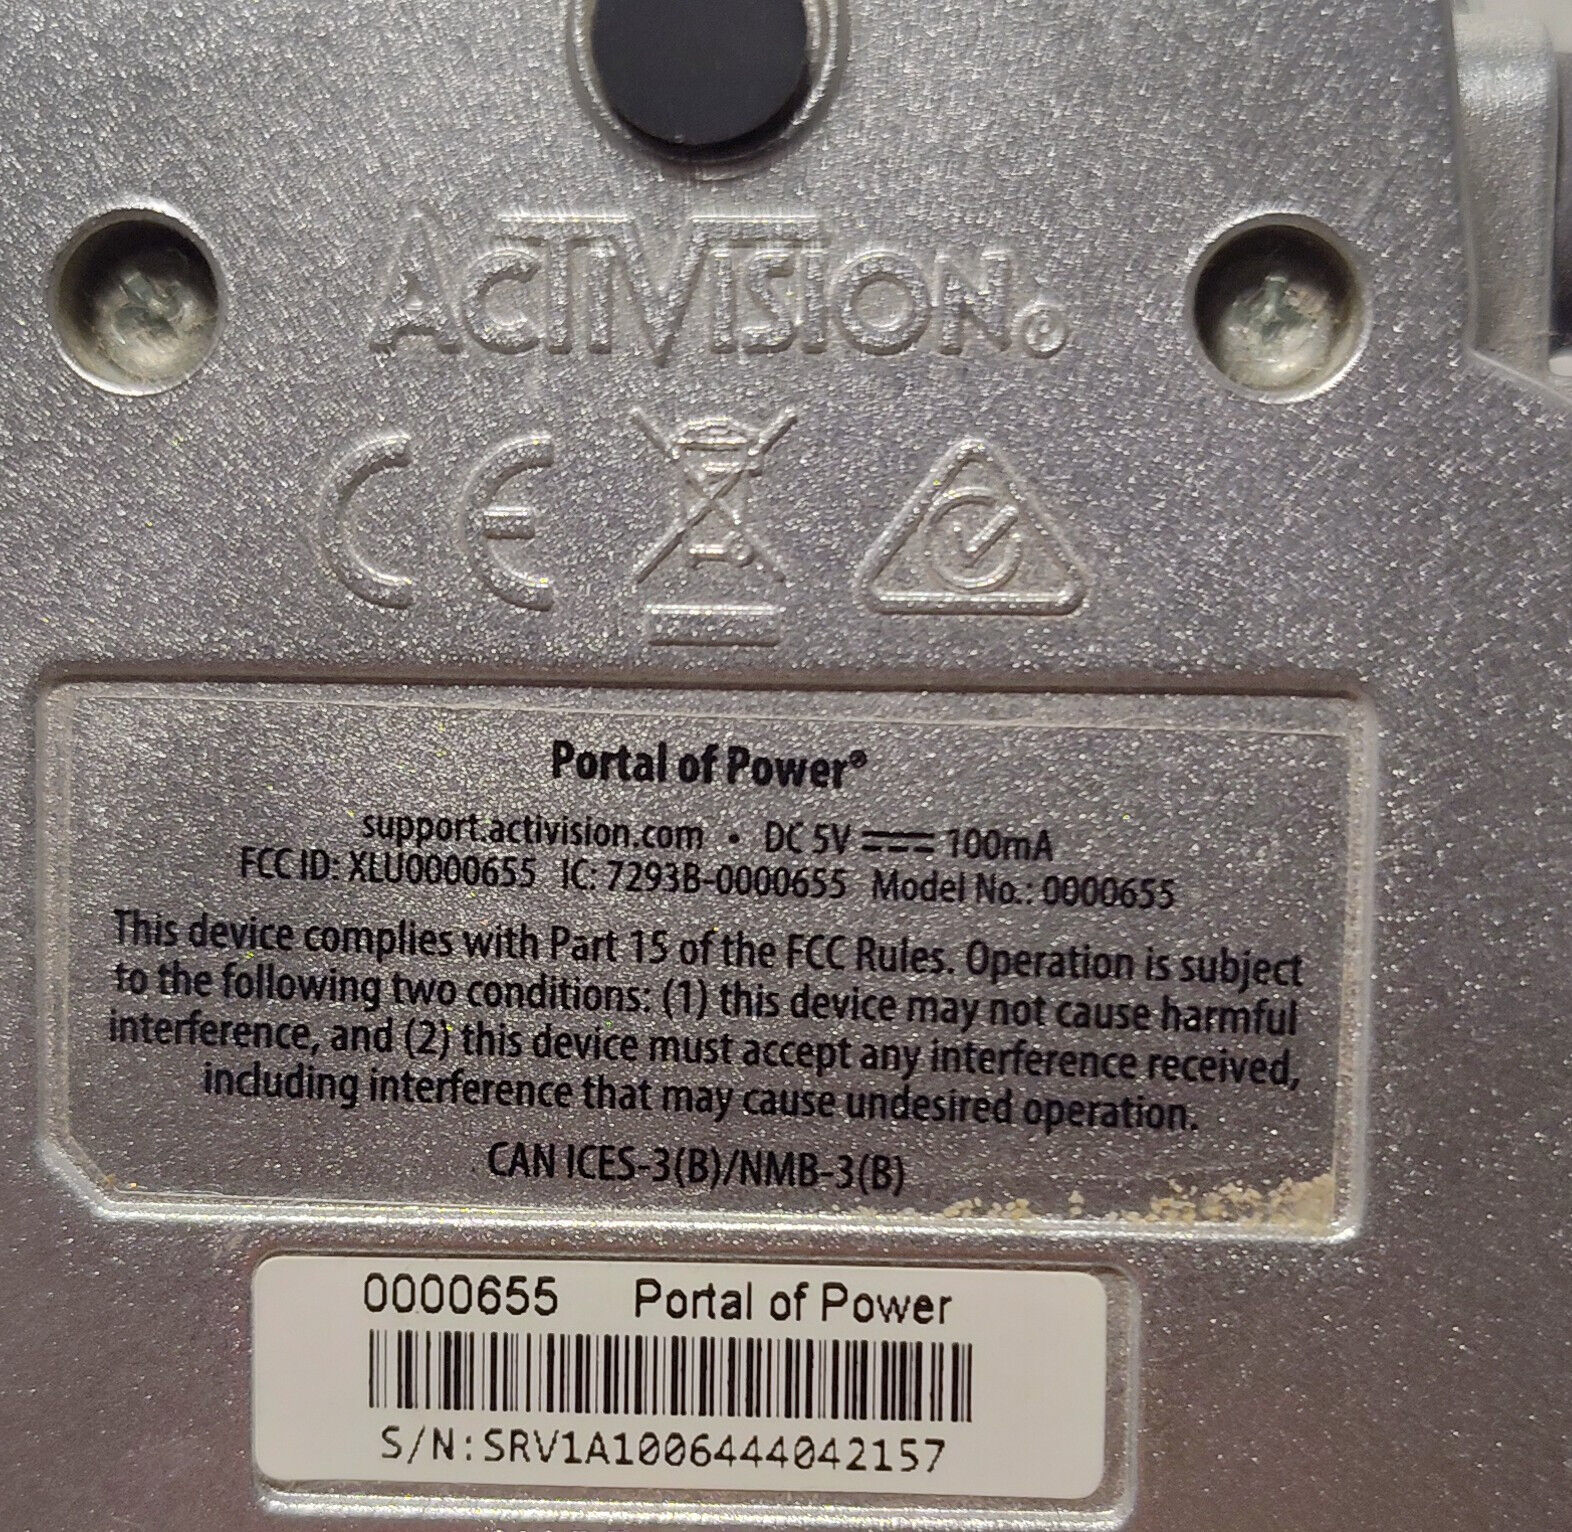 ACTIVISION®
CE
Portal of Power®
support.activision.com • DC 5V ⎓ 100mA
FCC ID: XLU0000655 IC: 7293B-0000655 Model No.: 0000655
This device complies with Part 15 of the FCC Rules. Operation is subject
to the following two conditions: (1) this device may not cause harmful
interference, and (2) this device must accept any interference received,
including interference that may cause undesired operation.
CAN ICES-3(B)/NMB-3(B)
0000655 Portal of Power
S/N:SRV1A1006444042157